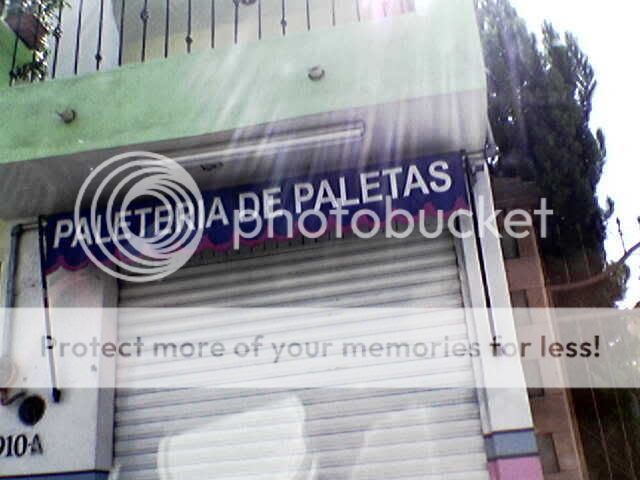 PALETERIA DE PALETAS
photobucket
Protect more of your memories for less!
910-A